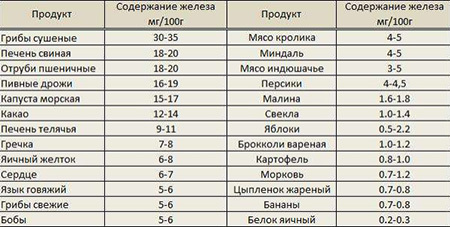 Продукт Содержание железа мг/100г Продукт Содержание железа мг/100г
Грибы сушеные 30-35 Мясо кролика 4-5
Печень свиная 18-20 Миндаль 4-5
Отруби пшеничные 18-20 Мясо индюшачье 3-5
Пивные дрожи 16-19 Персики 4-4,5
Капуста морская 15-17 Малина 1.6-1.8
Какао 12-14 Свекла 1.0-1.4
Печень телячья 9-11 Яблоки 0.5-2.2
Гречка 7-8 Брокколи вареная 1.0-1.2
Яичный желток 6-8 Картофель 0.8-1.0
Сердце 6-7 Морковь 0.7-1.2
Язык говяжий 5-6 Цыпленок жареный 0.7-0.8
Грибы свежие 5-6 Бананы 0.7-0.8
Бобы 5-6 Белок яичный 0.2-0.3